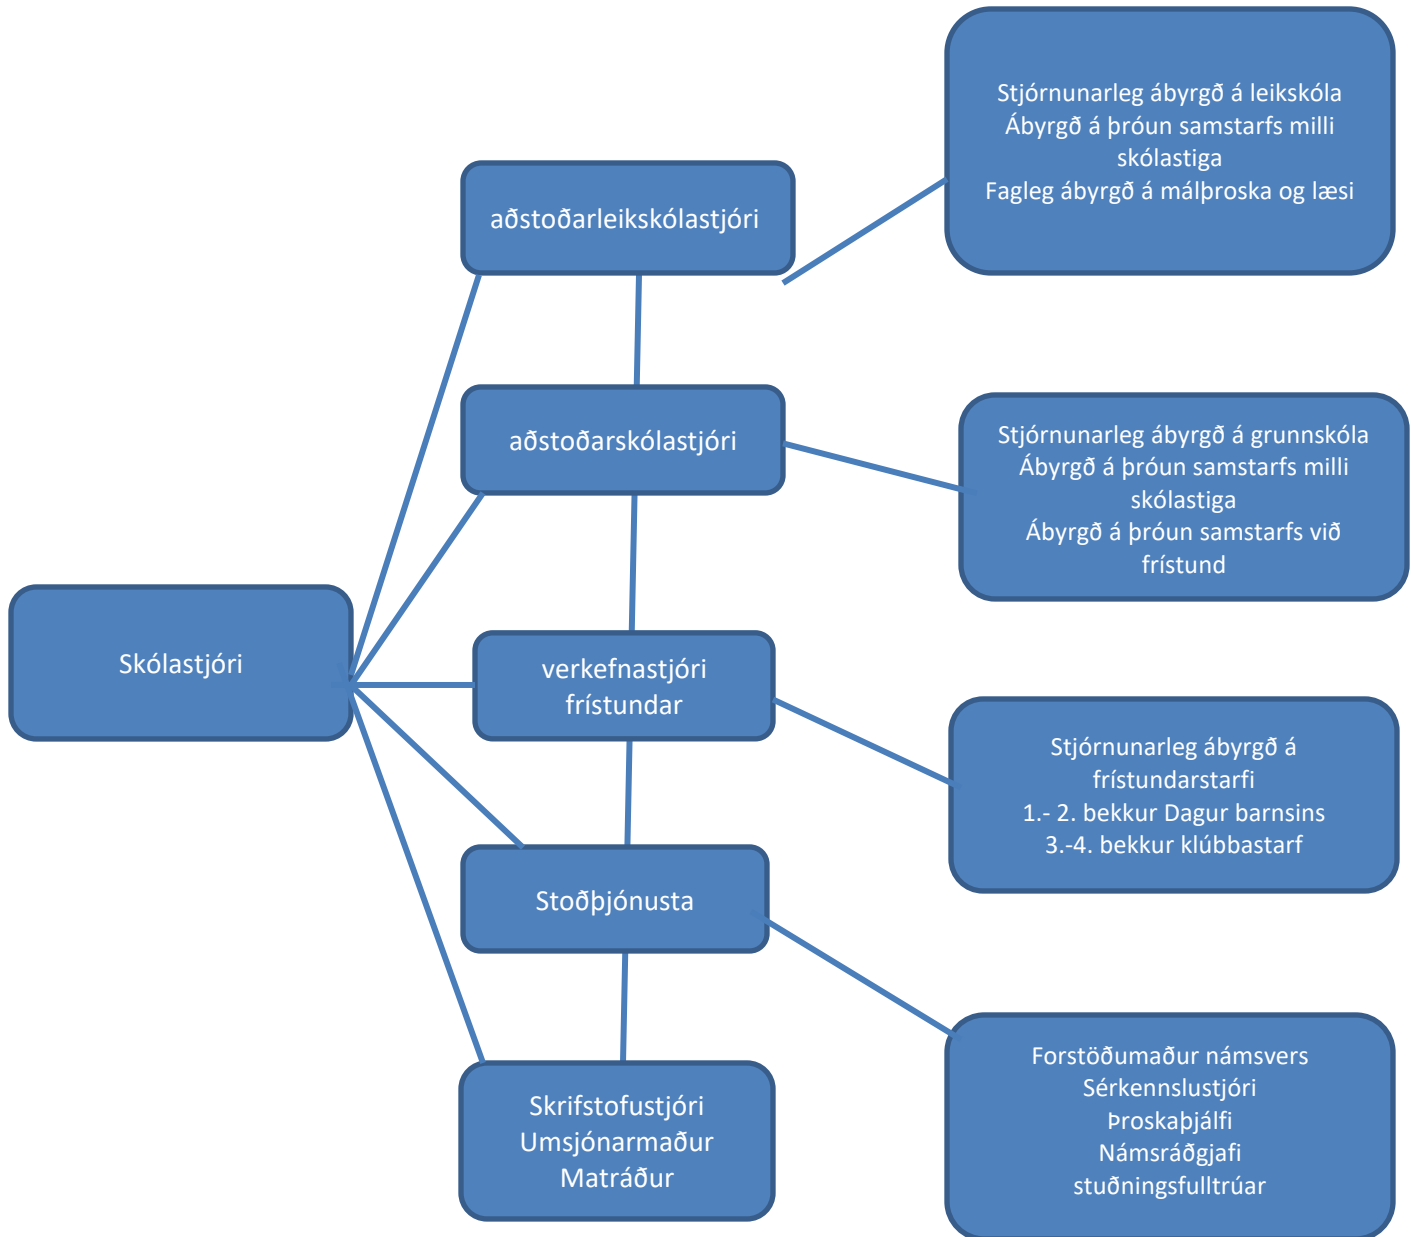 Stjórnunarleg ábyrgð á leikskóla
Ábyrgð á þróun samstarfs milli
skólastiga
Fagleg ábyrgð á málþroska og læsi
aðstoðarleikskólastjóri
aðstoðarskólastjóri
Stjórnunarleg ábyrgð á grunnskóla
Ábyrgð á þróun samstarfs milli
skólastiga
Ábyrgð á þróun samstarfs við
frístund
Skólastjóri
verkefnastjóri
frístundar
Stjórnunarleg ábyrgð á
frístundarstarfi
1.- 2. bekkur Dagur barnsins
3.-4. bekkur klúbbastarf
Stoðþjónusta
Forstöðumaður námsvers
Sérkennslustjóri
Þroskaþjálfi
Námsráðgjafi
stuðningsfulltrúar
Skrifstofustjóri
Umsjónarmaður
Matráður